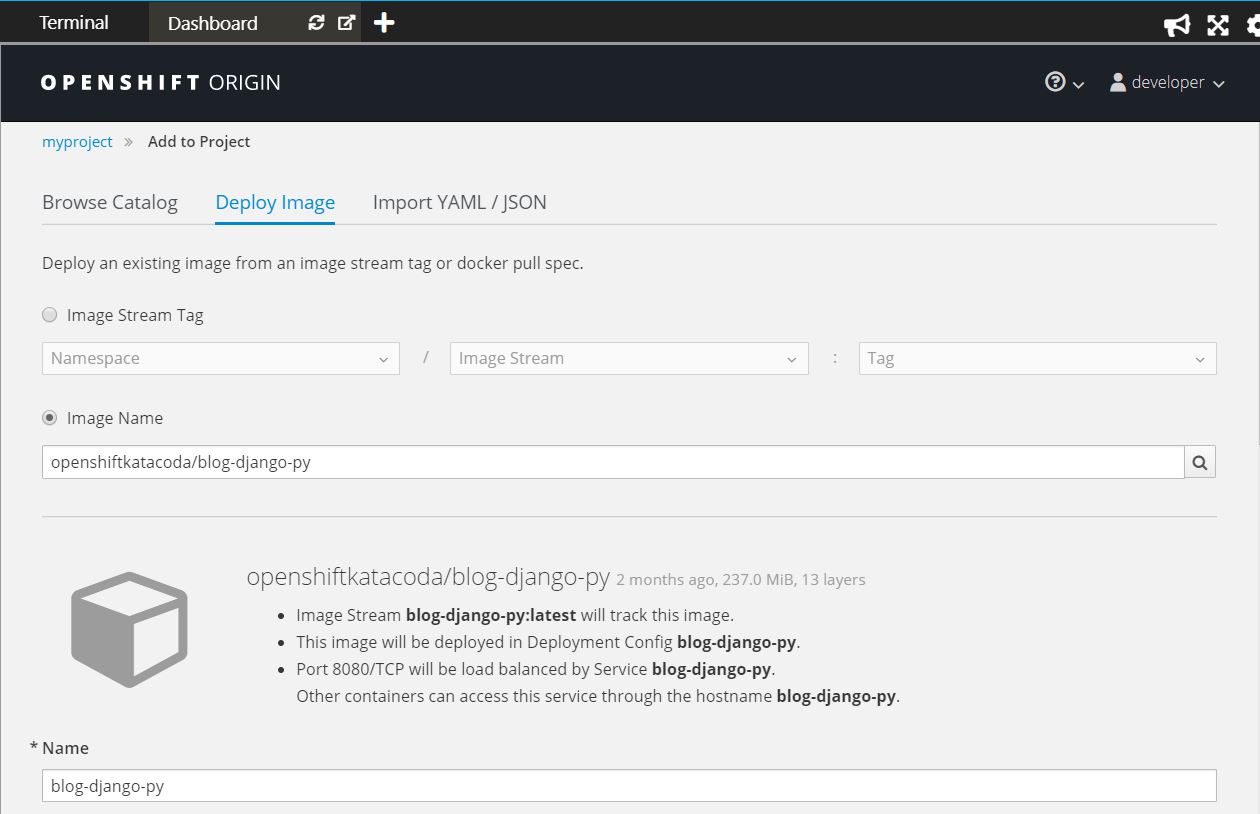 Terminal Dashboard
OPENSHIFT ORIGIN
developer
myproject » Add to Project
Browse Catalog Deploy Image Import YAML / JSON
Deploy an existing image from an image stream tag or docker pull spec.
Image Stream Tag
Namespace / Image Stream : Tag
Image Name
openshiftkatacoda/blog-django-py
openshiftkatacoda/blog-django-py 2 months ago, 237.0 MiB, 13 layers
• Image Stream blog-django-py:latest will track this image.
• This image will be deployed in Deployment Config blog-django-py.
• Port 8080/TCP will be load balanced by Service blog-django-py.
Other containers can access this service through the hostname blog-django-py.
* Name
blog-django-py